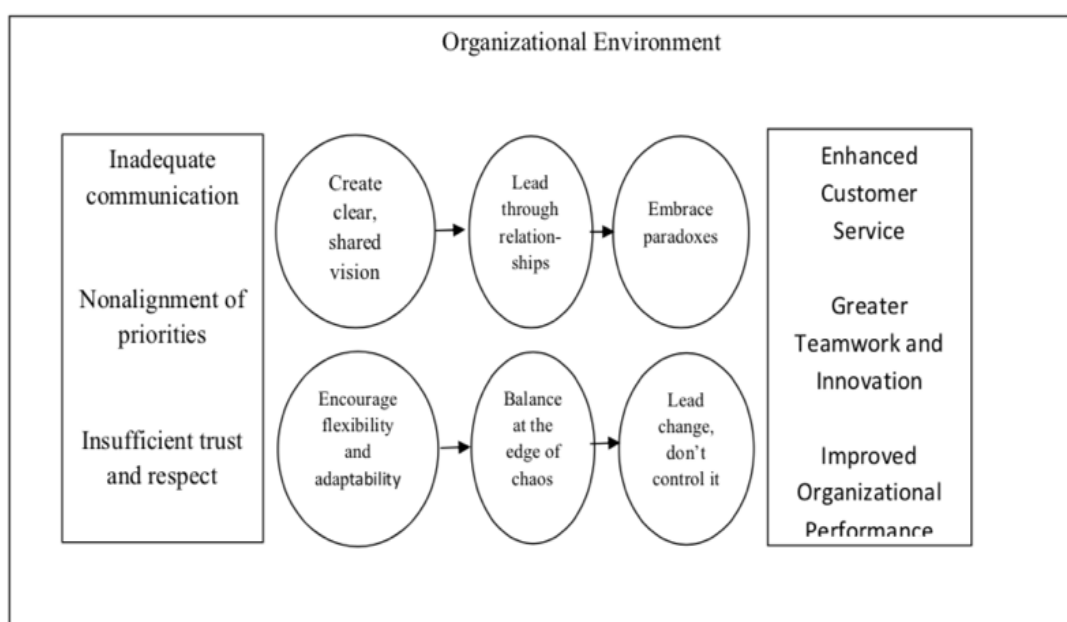 Organizational Environment
Inadequate
communication
Nonalignment of
priorities
Insufficient trust
and respect
Create
clear,
shared
vision
Lead
through
relation-
ships
Embrace
paradoxes
Encourage
flexibility
and
adaptability
Balance
at the
edge of
chaos
Lead
change,
don't
control it
Enhanced
Customer
Service
Greater
Teamwork and
Innovation
Improved
Organizational
Performance